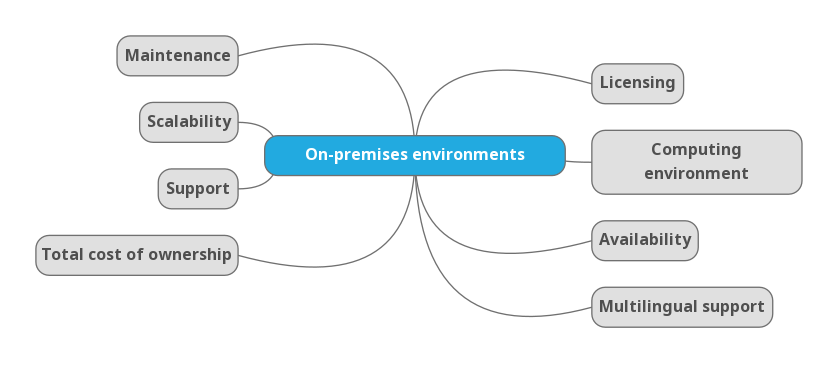 Maintenance
Scalability
Support
Total cost of ownership
On-premises environments
Licensing
Computing
environment
Availability
Multilingual support